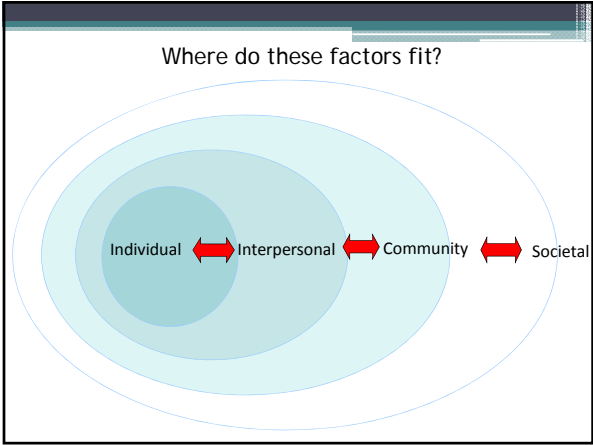 Where do these factors fit?
Individual Interpersonal Community Societal